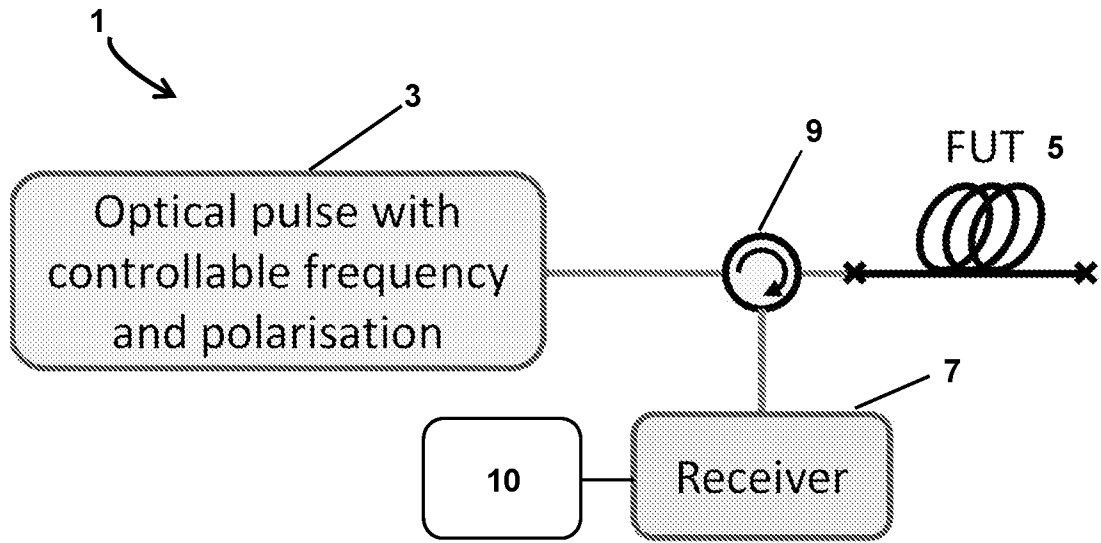 1
3
9
FUT 5
Optical pulse with
controllable frequency
and polarisation
7
10
Receiver